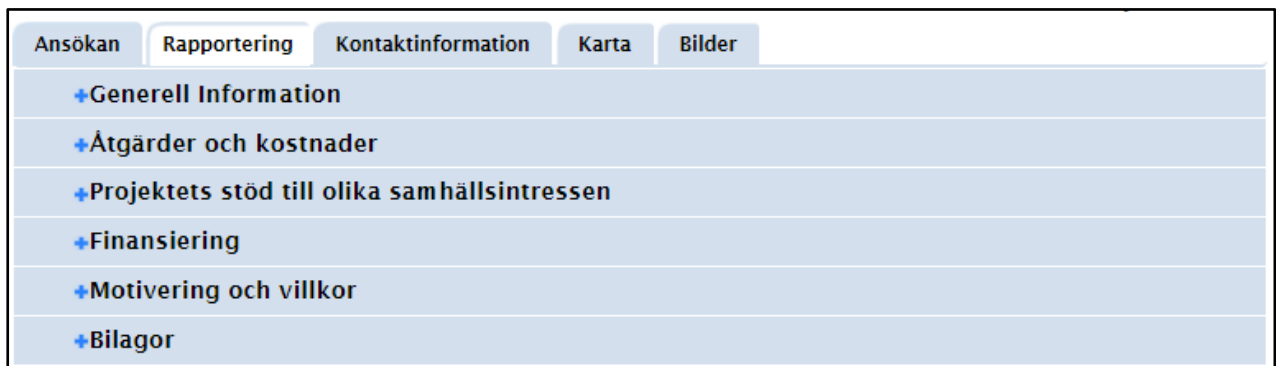 Ansökan Rapportering Kontaktinformation Karta Bilder
+Generell Information
+Åtgärder och kostnader
+Projektets stöd till olika samhällsintressen
+Finansiering
+Motivering och villkor
+Bilagor